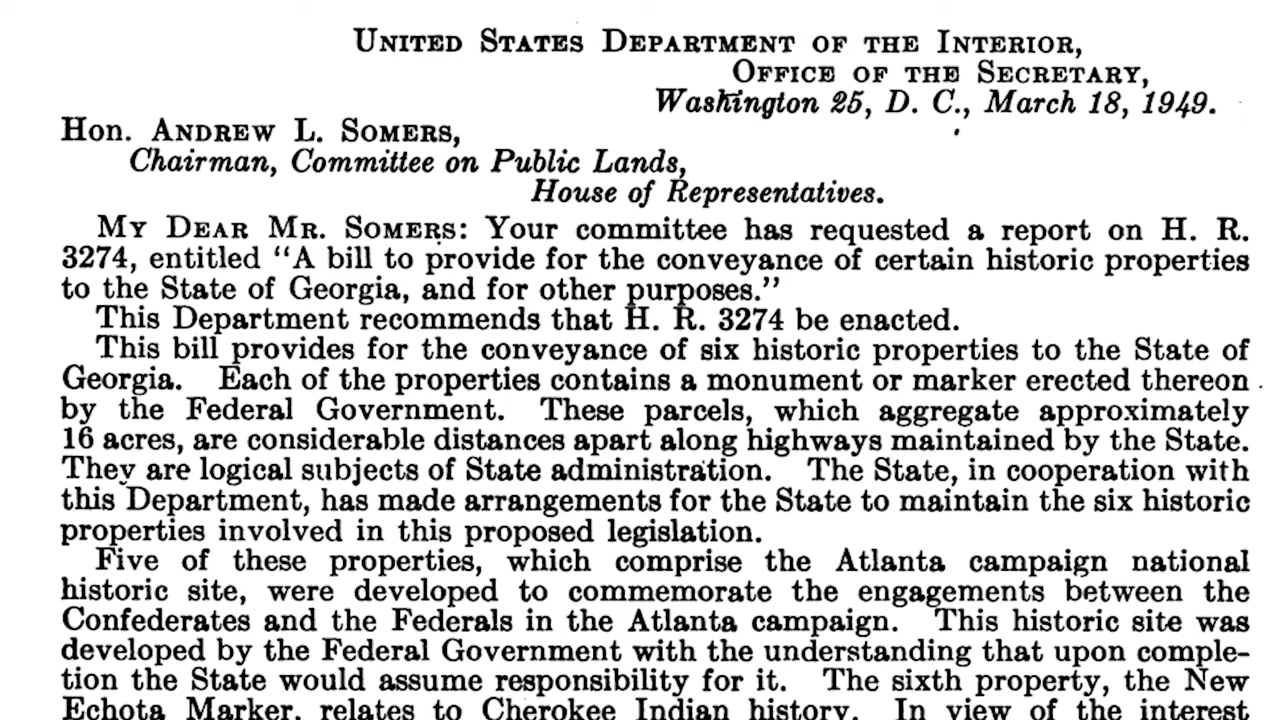 UNITED STATES DEPARTMENT OF THE INTERIOR,
OFFICE OF THE SECRETARY,
Washington 25, D. C., March 18, 1949.
Hon. ANDREW L. SOMERS,
Chairman, Committee on Public Lands,
House of Representatives.
MY DEAR MR. SOMERS: Your committee has requested a report on H. R.
3274, entitled “A bill to provide for the conveyance of certain historic properties
to the State of Georgia, and for other purposes.”
This Department recommends that H. R. 3274 be enacted.
This bill provides for the conveyance of six historic properties to the State of
Georgia. Each of the properties contains a monument or marker erected thereon
by the Federal Government. These parcels, which aggregate approximately
16 acres, are considerable distances apart along highways maintained by the State.
They are logical subjects of State administration. The State, in cooperation with
this Department, has made arrangements for the State to maintain the six historic
properties involved in this proposed legislation.
Five of these properties, which comprise the Atlanta campaign national
historic site, were developed to commemorate the engagements between the
Confederates and the Federals in the Atlanta campaign. This historic site was
developed by the Federal Government with the understanding that upon comple-
tion the State would assume responsibility for it. The sixth property, the New
Echota Marker, relates to Cherokee Indian history. In view of the interest